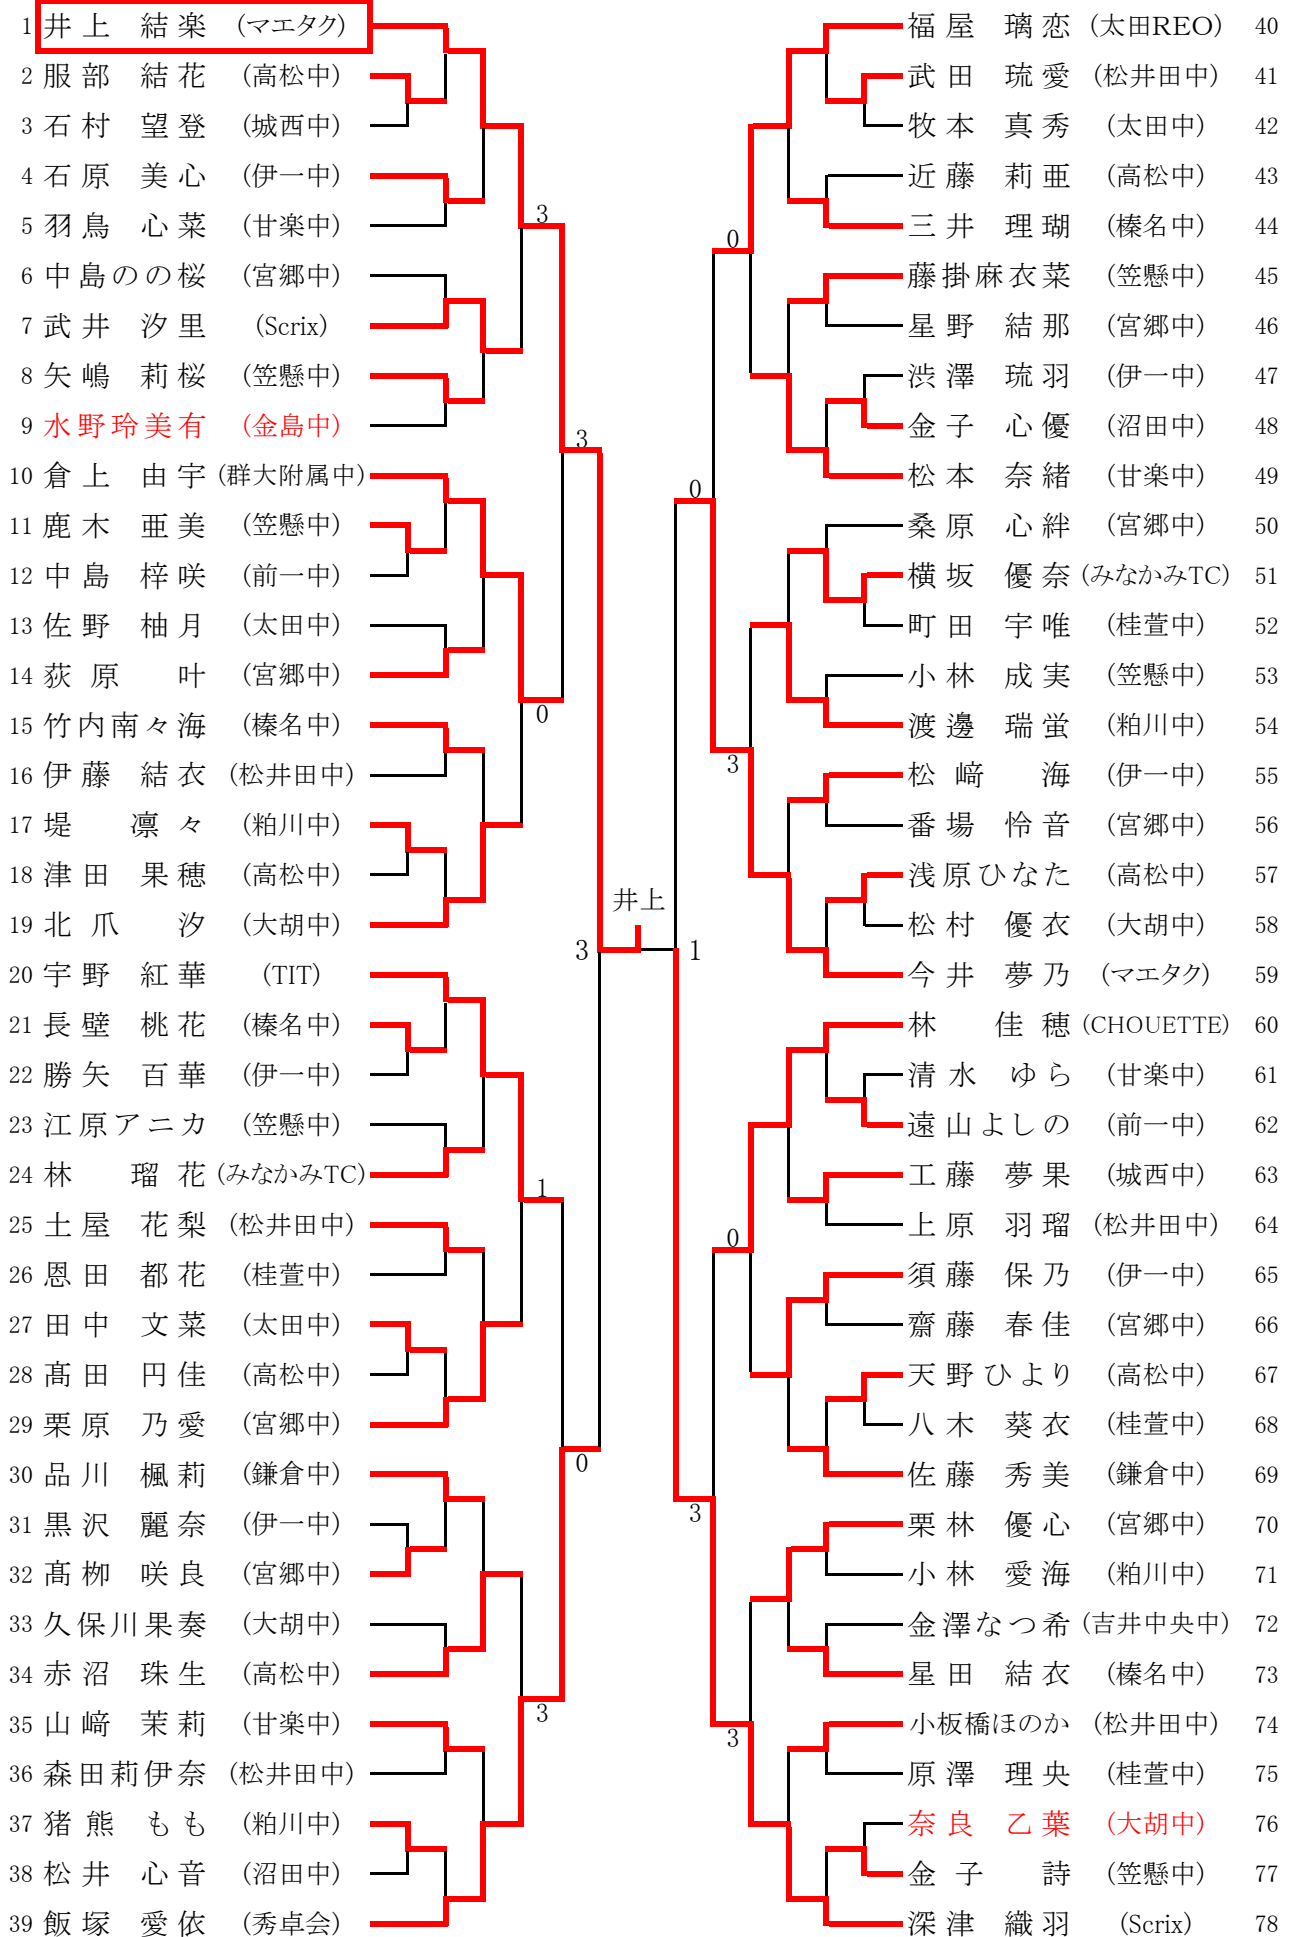 1 井上 結楽 (マエタク)
2 服部 結花 (高松中)
3 石村 望登 (城西中)
4 石原 美心 (伊一中)
5 羽鳥 心菜 (甘楽中)
6 中島のの桜 (宮郷中)
7 武井 汐里 (Scrix)
8 矢嶋 莉桜 (笠懸中)
9 水野玲美有 (金島中)
10 倉上 由宇 (群大附属中)
11 鹿木 亜美 (笠懸中)
12 中島 梓咲 (前一中)
13 佐野 柚月 (太田中)
14 荻原 叶 (宮郷中)
15 竹内南々海 (榛名中)
16 伊藤 結衣 (松井田中)
17 堤 凛々 (粕川中)
18 津田 果穂 (高松中)
19 北爪 汐 (大胡中)
20 宇野 紅華 (TIT)
21 長壁 桃花 (榛名中)
22 勝矢 百華 (伊一中)
23 江原アニカ (笠懸中)
24 林 瑠花 (みなかみTC)
25 土屋 花梨 (松井田中)
26 恩田 都花 (桂萱中)
27 田中 文菜 (太田中)
28 髙田 円佳 (高松中)
29 栗原 乃愛 (宮郷中)
30 品川 楓莉 (鎌倉中)
31 黒沢 麗奈 (伊一中)
32 髙栁 咲良 (宮郷中)
33 久保川果奏 (大胡中)
34 赤沼 珠生 (高松中)
35 山﨑 茉莉 (甘楽中)
36 森田莉伊奈 (松井田中)
37 猪熊 もも (粕川中)
38 松井 心音 (沼田中)
39 飯塚 愛依 (秀卓会)
3
3
0
1
0
3
3
井上
1
0
0
3
0
3
3
福屋 璃恋 (太田REO) 40
武田 琉愛 (松井田中) 41
牧本 真秀 (太田中) 42
近藤 莉亜 (高松中) 43
三井 理瑚 (榛名中) 44
藤掛麻衣菜 (笠懸中) 45
星野 結那 (宮郷中) 46
渋澤 琉羽 (伊一中) 47
金子 心優 (沼田中) 48
松本 奈緒 (甘楽中) 49
桑原 心絆 (宮郷中) 50
横坂 優奈 (みなかみTC) 51
町田 宇唯 (桂萱中) 52
小林 成実 (笠懸中) 53
渡邊 瑞蛍 (粕川中) 54
松﨑 海 (伊一中) 55
番場 怜音 (宮郷中) 56
浅原ひなた (高松中) 57
松村 優衣 (大胡中) 58
今井 夢乃 (マエタク) 59
林 佳穂 (CHOUETTE) 60
清水 ゆら (甘楽中) 61
遠山よしの (前一中) 62
工藤 夢果 (城西中) 63
上原 羽瑠 (松井田中) 64
須藤 保乃 (伊一中) 65
齋藤 春佳 (宮郷中) 66
天野ひより (高松中) 67
八木 葵衣 (桂萱中) 68
佐藤 秀美 (鎌倉中) 69
栗林 優心 (宮郷中) 70
小林 愛海 (粕川中) 71
金澤なつ希 (吉井中央中) 72
星田 結衣 (榛名中) 73
小板橋ほのか (松井田中) 74
原澤 理央 (桂萱中) 75
奈良 乙葉 (大胡中) 76
金子 詩 (笠懸中) 77
深津 織羽 (Scrix) 78